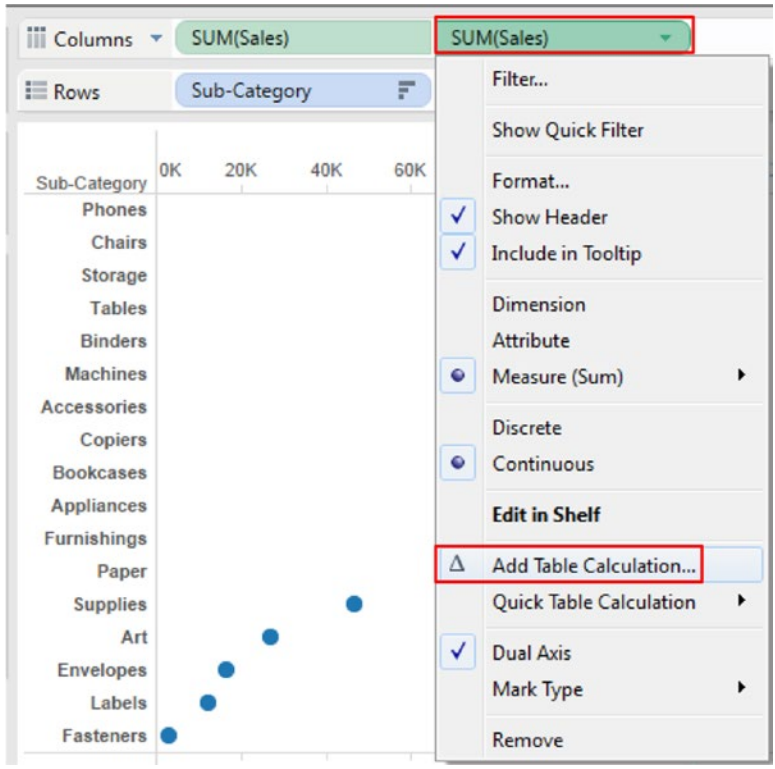 Columns SUM(Sales) SUM(Sales)
Rows Sub-Category
Filter...
Show Quick Filter
Format...
Show Header
Include in Tooltip
Dimension
Attribute
Measure (Sum)
Discrete
Continuous
Edit in Shelf
Add Table Calculation...
Quick Table Calculation
Dual Axis
Mark Type
Remove
Sub-Category 0K 20K 40K 60K
Phones
Chairs
Storage
Tables
Binders
Machines
Accessories
Copiers
Bookcases
Appliances
Furnishings
Paper
Supplies
Art
Envelopes
Labels
Fasteners